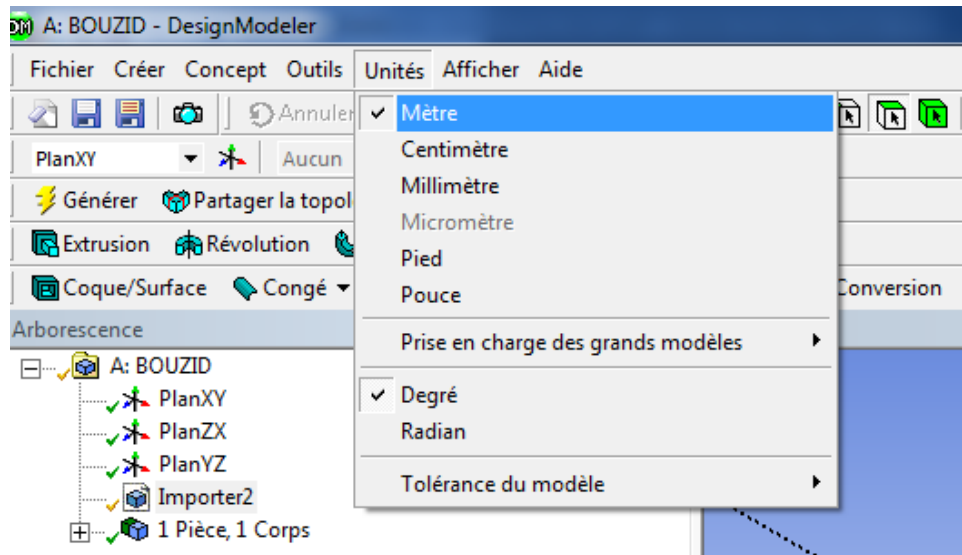 A: BOUZID - DesignModeler
Fichier Créer Concept Outils Unités Afficher Aide
Annuler
Mètre
PlanXY Aucun
Centimètre
Générer Partager la topol
Millimètre
Micromètre
Extrusion Révolution
Pied
Coque/Surface Congé Conversion
Pouce
Arborescence
Prise en charge des grands modèles
A: BOUZID
PlanXY
Degré
PlanZX
Radian
PlanYZ
Importer2
Tolérance du modèle
1 Pièce, 1 Corps